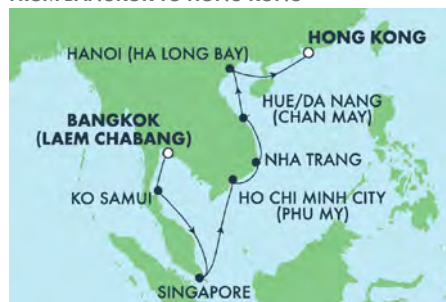 FROM BANGKOK TO HONG KONG
HONG KONG
HANOI (HA LONG BAY)
HUE/DA NANG
(CHAN MAY)
BANGKOK
(LAEM CHABANG)
NHA TRANG
KO SAMUI
HO CHI MINH CITY
(PHU MY)
SINGAPORE